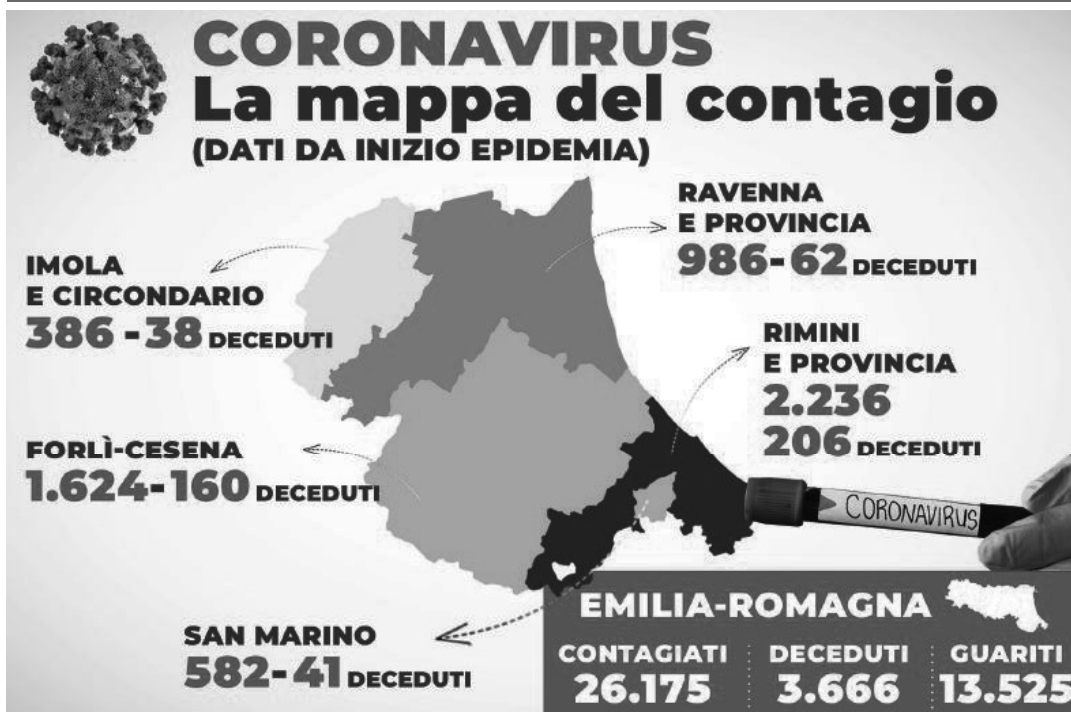 CORONAVIRUS
La mappa del contagio
(DATI DA INIZIO EPIDEMIA)
IMOLA
E CIRCONDARIO
386 - 38 DECEDUTI
RAVENNA
E PROVINCIA
986 - 62 DECEDUTI
RIMINI
E PROVINCIA
2.236
206 DECEDUTI
FORLÌ-CESENA
1.624 - 160 DECEDUTI
CORONAVIRUS
SAN MARINO
582 - 41 DECEDUTI
EMILIA-ROMAGNA
CONTAGIATI DECEDUTI GUARITI
26.175 3.666 13.525